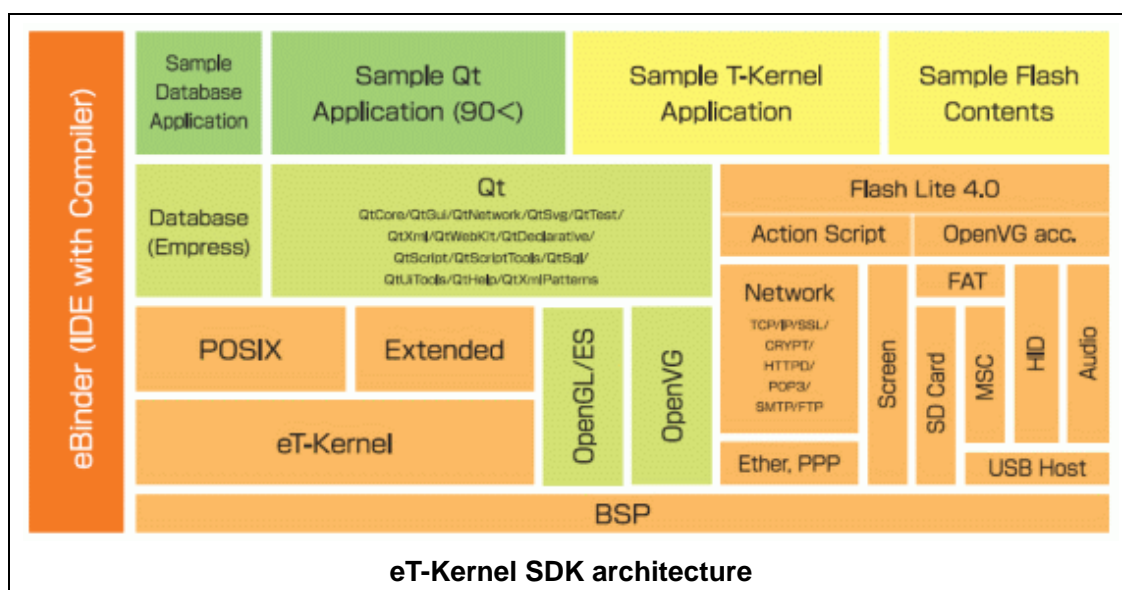 eBinder (IDE with Compiler)
Sample
Database
Application
Sample Qt
Application (90<)
Sample T-Kernel
Application
Sample Flash
Contents
Database
(Empress)
Qt
QtCore/QtGui/QtNetwork/QtSvg/QtTest/
QtXml/QtWebKit/QtDeclarative/
QtScript/QtScriptTools/QtSql/
QtUiTools/QtHelp/QtXmlPatterns
Flash Lite 4.0
Action Script
OpenVG acc.
POSIX
Extended
eT-Kernel
OpenGL/ES
OpenVG
Network
TCP/IP/SSL/
CRYPT/
HTTPD/
POP3/
SMTP/FTP
Ether, PPP
Screen
FAT
SD Card
MSC
HID
Audio
USB Host
BSP
eT-Kernel SDK architecture